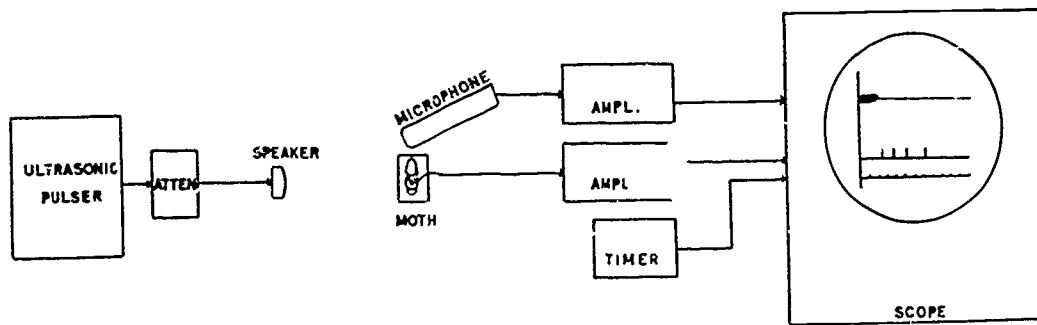 ULTRASONIC
PULSER
ATTEN
SPEAKER
MICROPHONE
MOTH
AMPL.
AMPL
TIMER
SCOPE